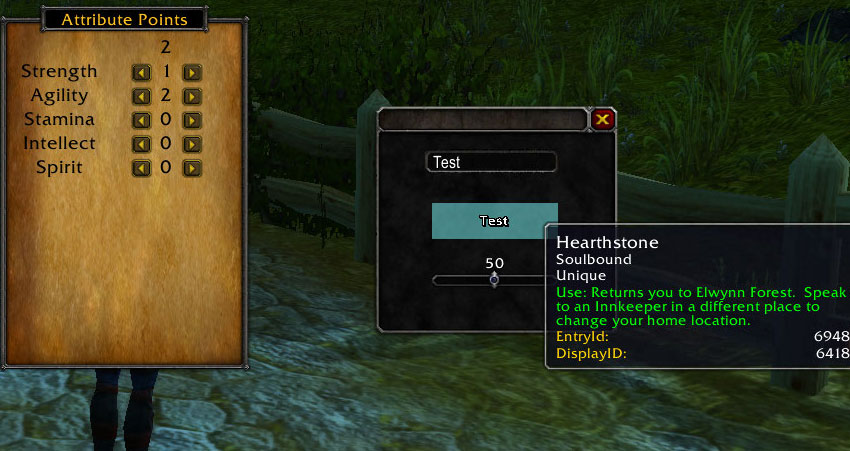 Attribute Points
2
Strength 1
Agility 2
Stamina 0
Intellect 0
Spirit 0
Test
Test
50
Hearthstone
Soulbound
Unique
Use: Returns you to Elwynn Forest.  Speak
to an Innkeeper in a different place to
change your home location.
EntryId: 6948
DisplayID: 6418